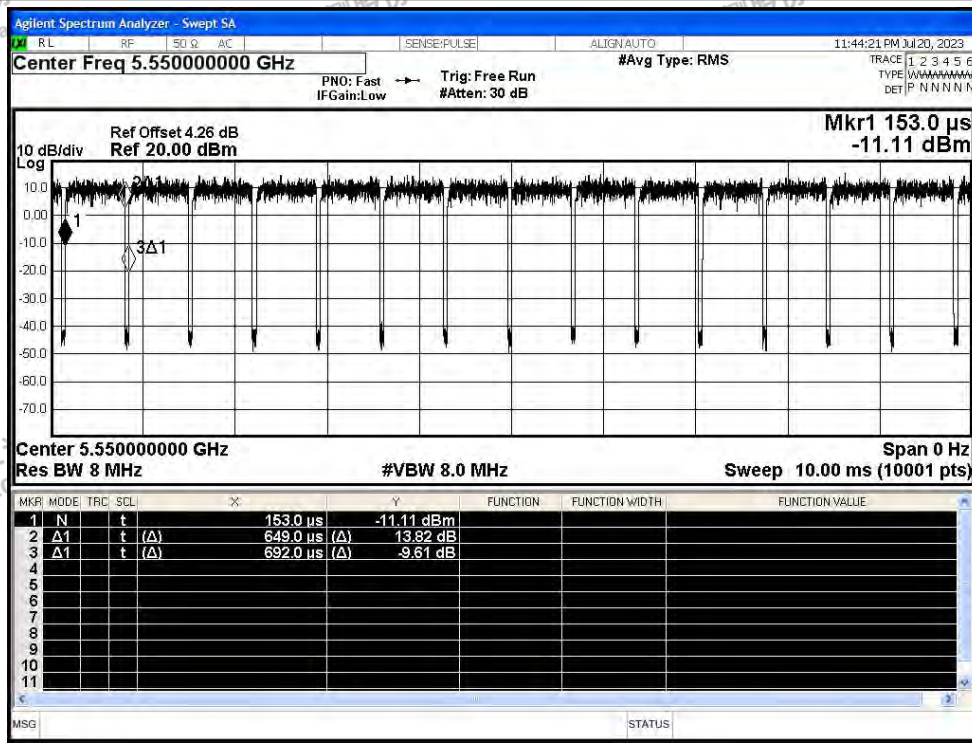 Agilent Spectrum Analyzer - Swept SA
RL RF 50 Ω AC SENSE:PULSE ALIGN AUTO 11:44:21 PM Jul 20, 2023
Center Freq 5.550000000 GHz #Avg Type: RMS TRACE 1 2 3 4 5 6
PNO: Fast Trig: Free Run TYPE
IFGain:Low #Atten: 30 dB DET P N N N N N
Mkr1 153.0 µs
-11.11 dBm
Ref Offset 4.26 dB
10 dB/div Ref 20.00 dBm
Log
10.0
2Δ1
0.00
1
-10.0
3Δ1
-20.0
-30.0
-40.0
-50.0
-60.0
-70.0
Center 5.550000000 GHz Span 0 Hz
Res BW 8 MHz #VBW 8.0 MHz Sweep 10.00 ms (10001 pts)
MKR MODE TRC SCL X Y FUNCTION FUNCTION WIDTH FUNCTION VALUE
1 N t 153.0 µs -11.11 dBm
2 Δ1 t (Δ) 649.0 µs (Δ) 13.82 dB
3 Δ1 t (Δ) 692.0 µs (Δ) -9.61 dB
4
5
6
7
8
9
10
11
MSG STATUS